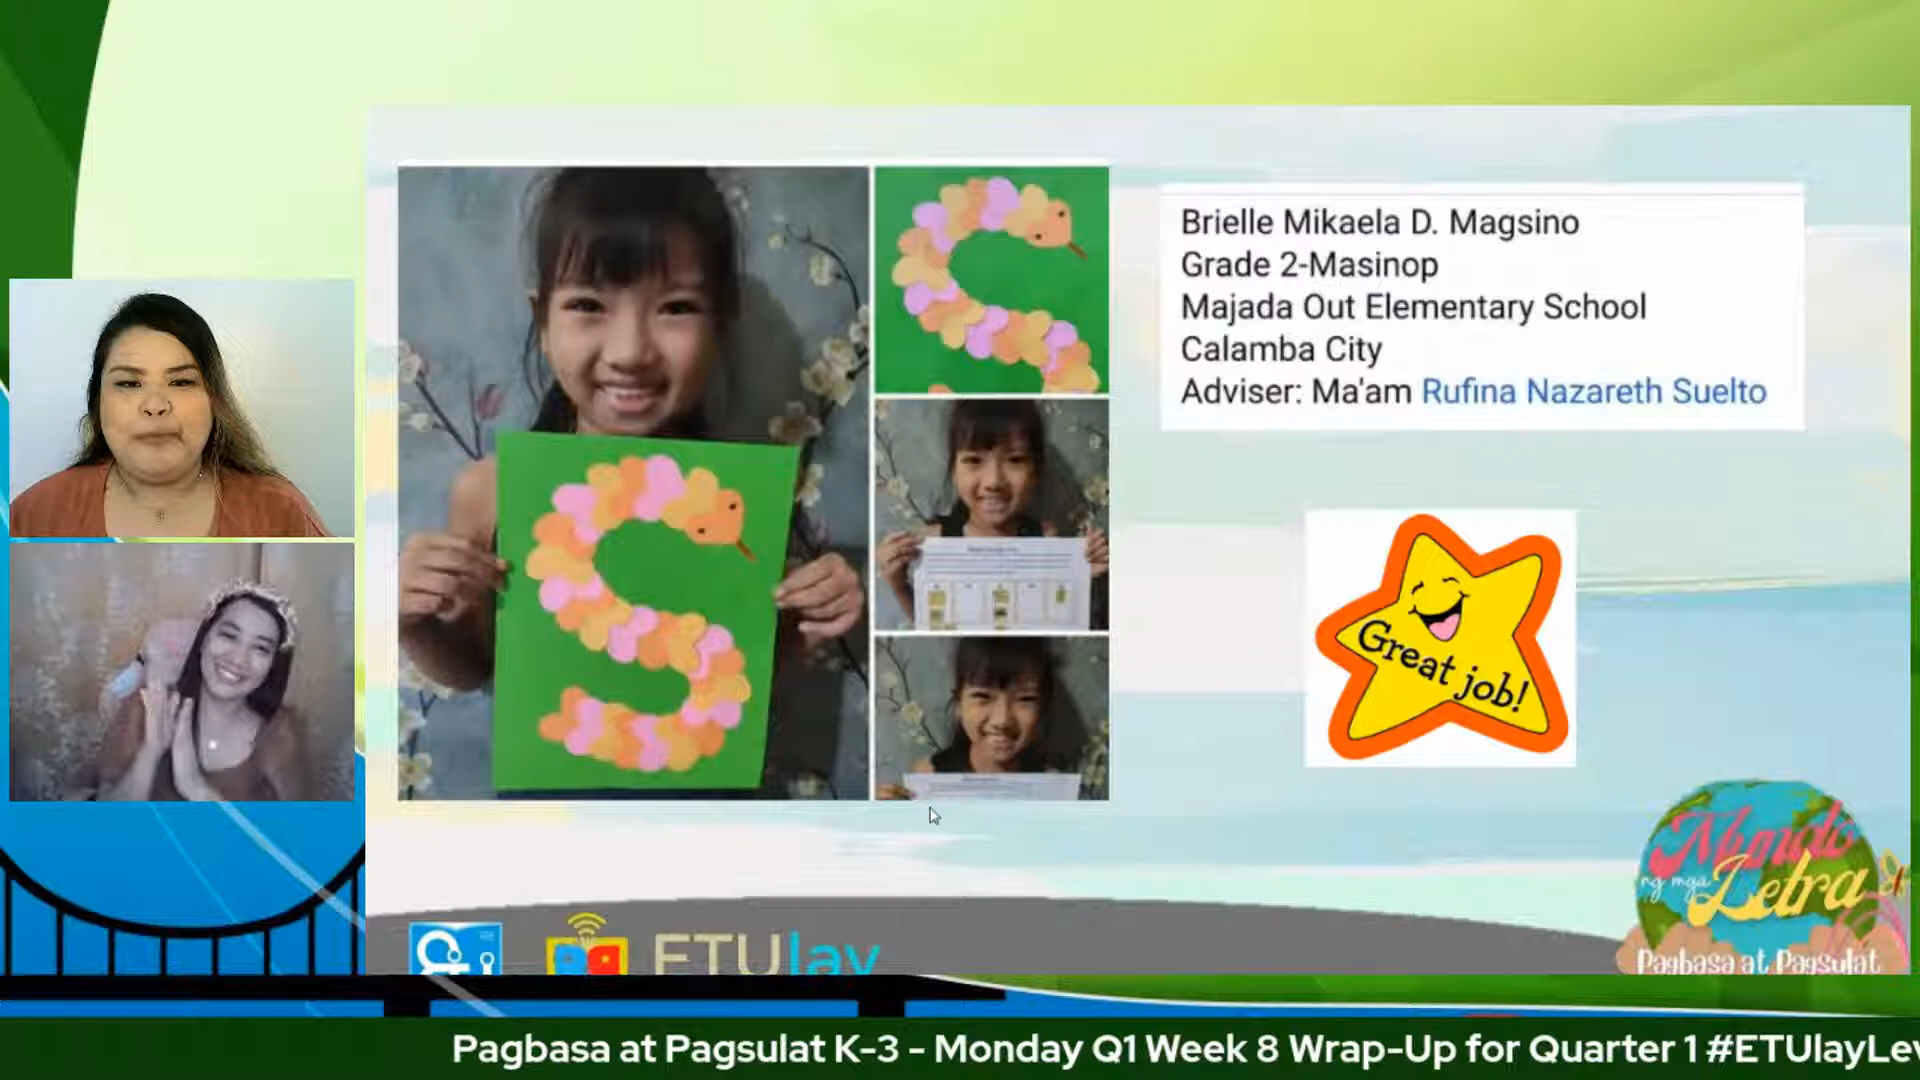 Brielle Mikaela D. Magsino
Grade 2-Masinop
Majada Out Elementary School
Calamba City
Adviser: Ma'am Rufina Nazareth Suelto
Great job!
Mundo
ng mga
Letra
Pagbasa at Pagsulat
ETUlay
Pagbasa at Pagsulat K-3 - Monday Q1 Week 8 Wrap-Up for Quarter 1 #ETUlayLev